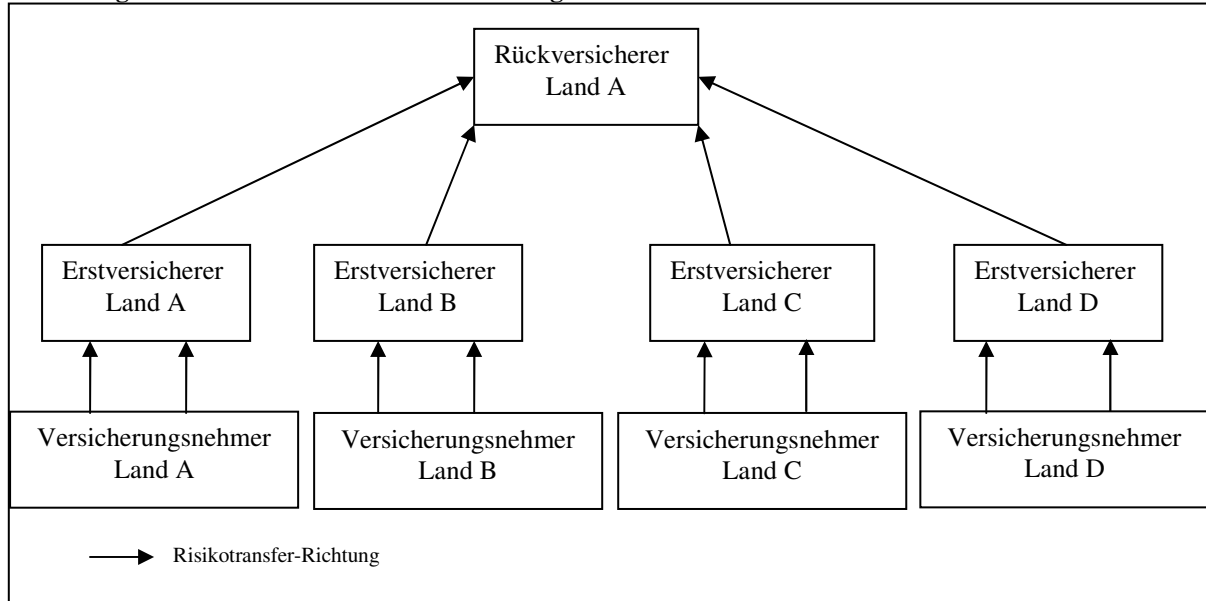 Rückversicherer
Land A
Erstversicherer
Land A
Erstversicherer
Land B
Erstversicherer
Land C
Erstversicherer
Land D
Versicherungsnehmer
Land A
Versicherungsnehmer
Land B
Versicherungsnehmer
Land C
Versicherungsnehmer
Land D
Risikotransfer-Richtung